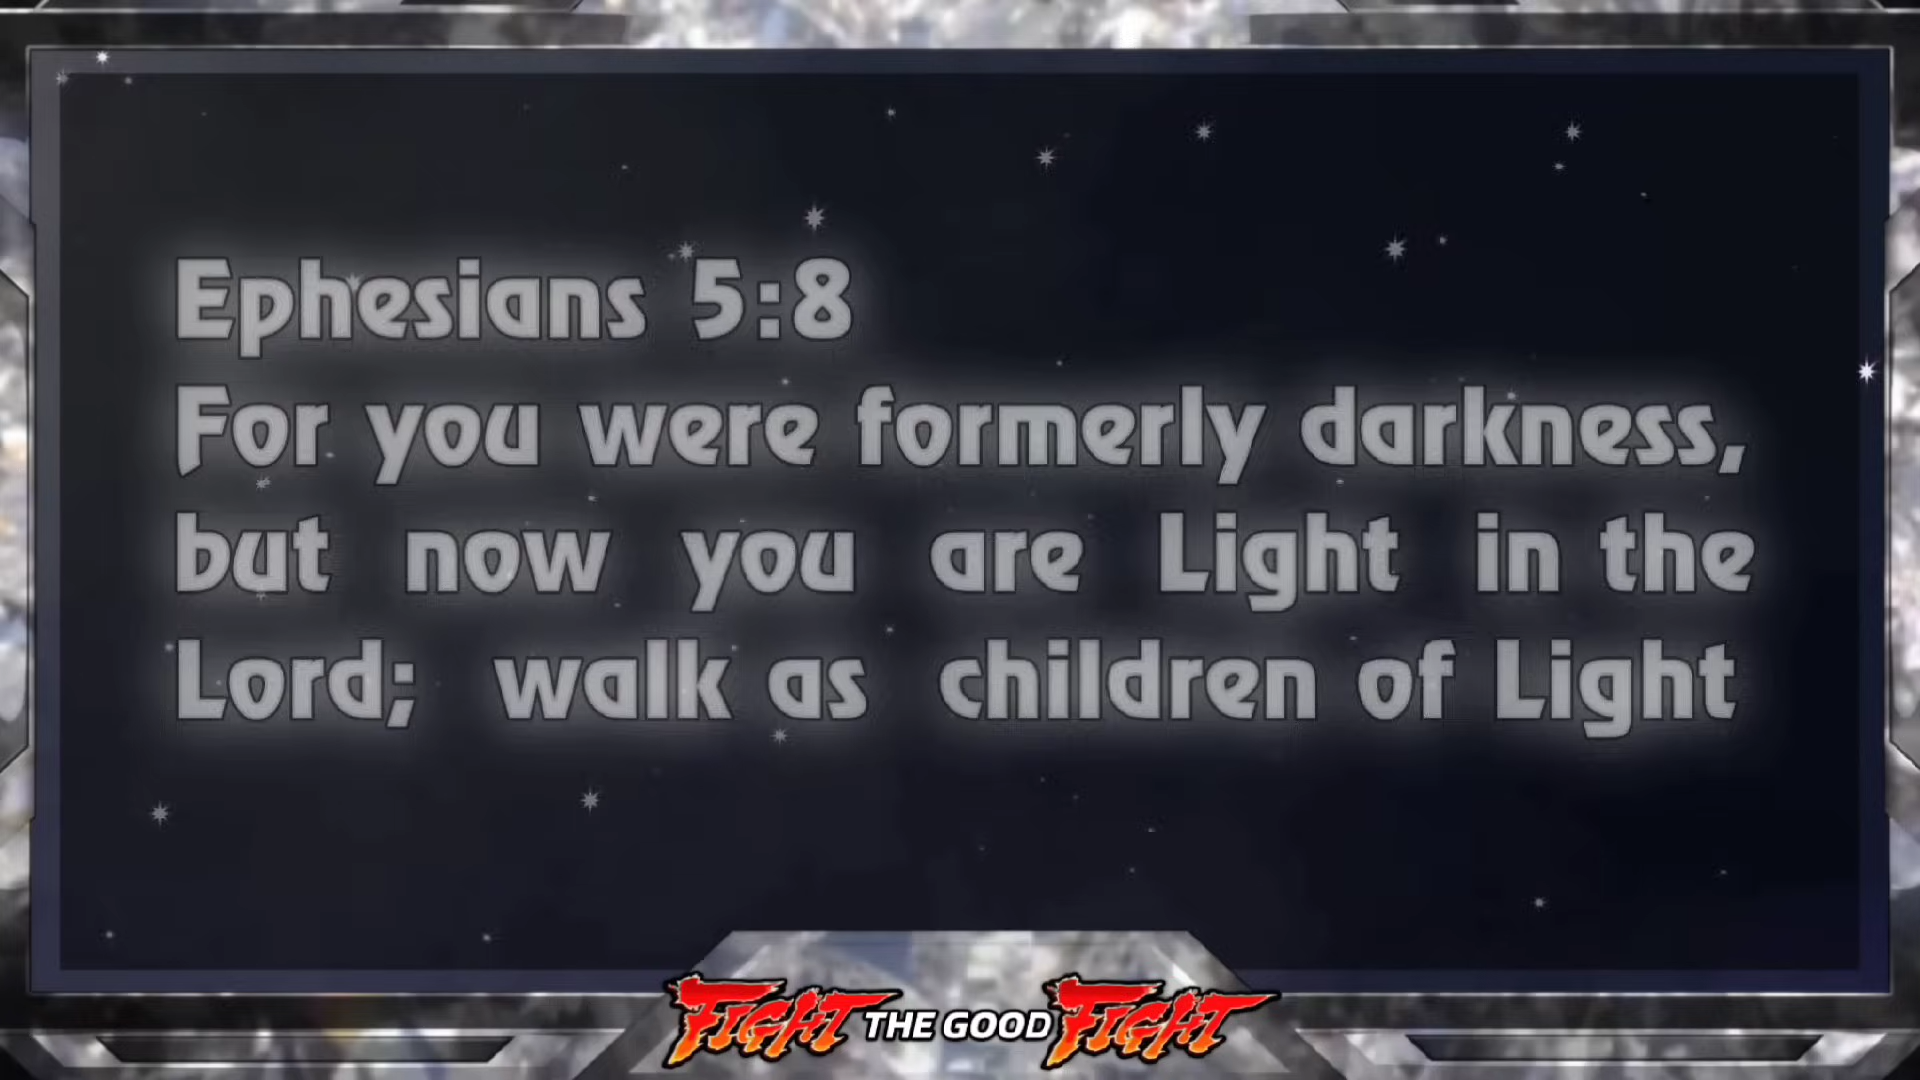 Ephesians 5:8
For you were formerly darkness,
but now you are Light in the
Lord; walk as children of Light
FIGHT THE GOOD FIGHT